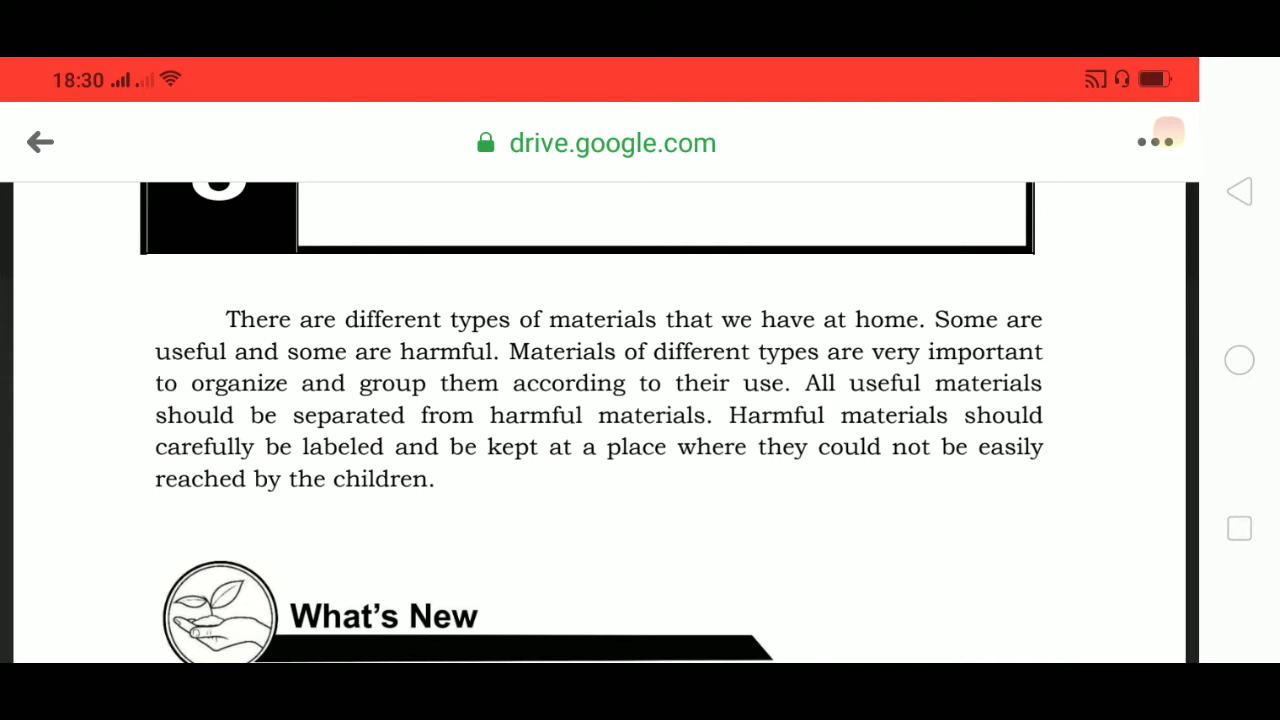 18:30
drive.google.com
There are different types of materials that we have at home. Some are
useful and some are harmful. Materials of different types are very important
to organize and group them according to their use. All useful materials
should be separated from harmful materials. Harmful materials should
carefully be labeled and be kept at a place where they could not be easily
reached by the children.
What's New